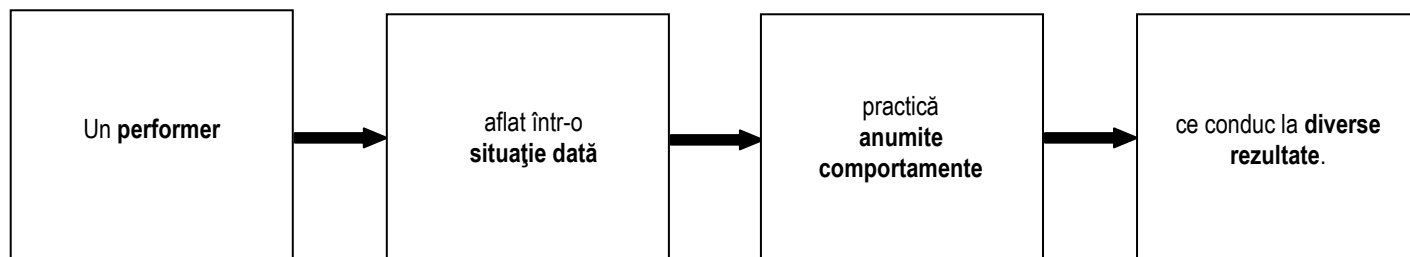 Un performer
aflat într-o
situaţie dată
practică
anumite
comportamente
ce conduc la diverse
rezultate.